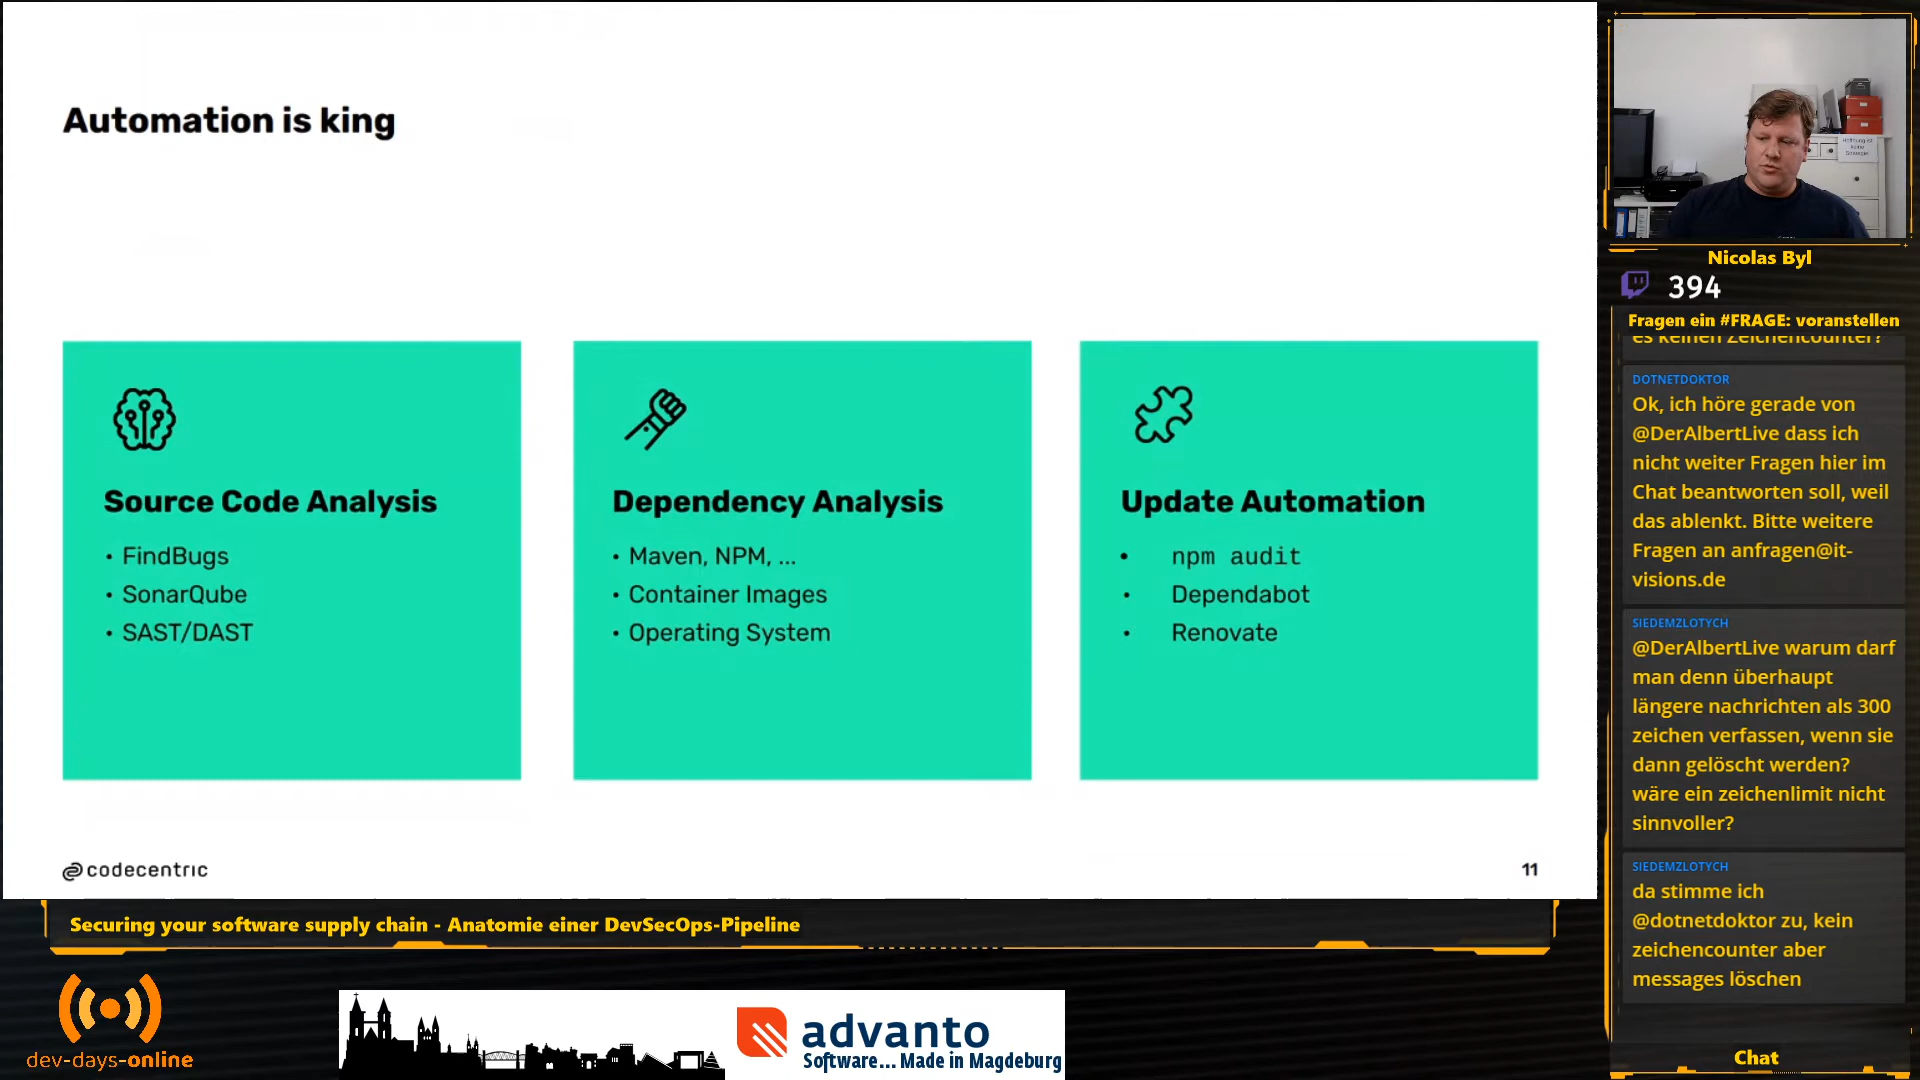 Automation is king
Source Code Analysis
• FindBugs
• SonarQube
• SAST/DAST
Dependency Analysis
• Maven, NPM, ...
• Container Images
• Operating System
Update Automation
• npm audit
• Dependabot
• Renovate
codecentric
11
Nicolas Byl
394
Fragen ein #FRAGE: voranstellen
es keinen Zeichencounter?
DOTNETDOKTOR
Ok, ich höre gerade von
@DerAlbertLive dass ich
nicht weiter Fragen hier im
Chat beantworten soll, weil
das ablenkt. Bitte weitere
Fragen an anfragen@it-
visions.de
SIEDEMZLOTYCH
@DerAlbertLive warum darf
man denn überhaupt
längere nachrichten als 300
zeichen verfassen, wenn sie
dann gelöscht werden?
wäre ein zeichenlimit nicht
sinnvoller?
SIEDEMZLOTYCH
da stimme ich
@dotnetdoktor zu, kein
zeichencounter aber
messages löschen
Chat
Securing your software supply chain - Anatomie einer DevSecOps-Pipeline
dev-days-online
advanto
Software... Made in Magdeburg